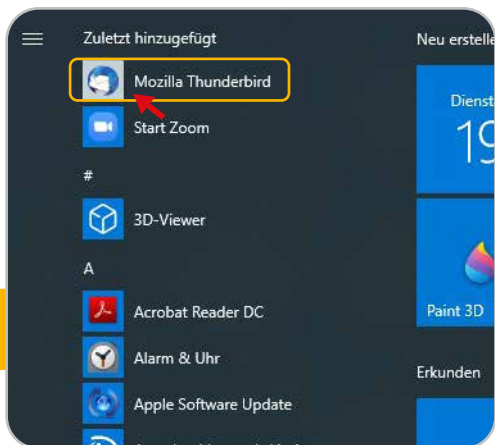 Zuletzt hinzugefügt
Mozilla Thunderbird
Start Zoom
#
3D-Viewer
A
Acrobat Reader DC
Alarm & Uhr
Apple Software Update
Neu erstelle
Dienst
19
Paint 3D
Erkunden